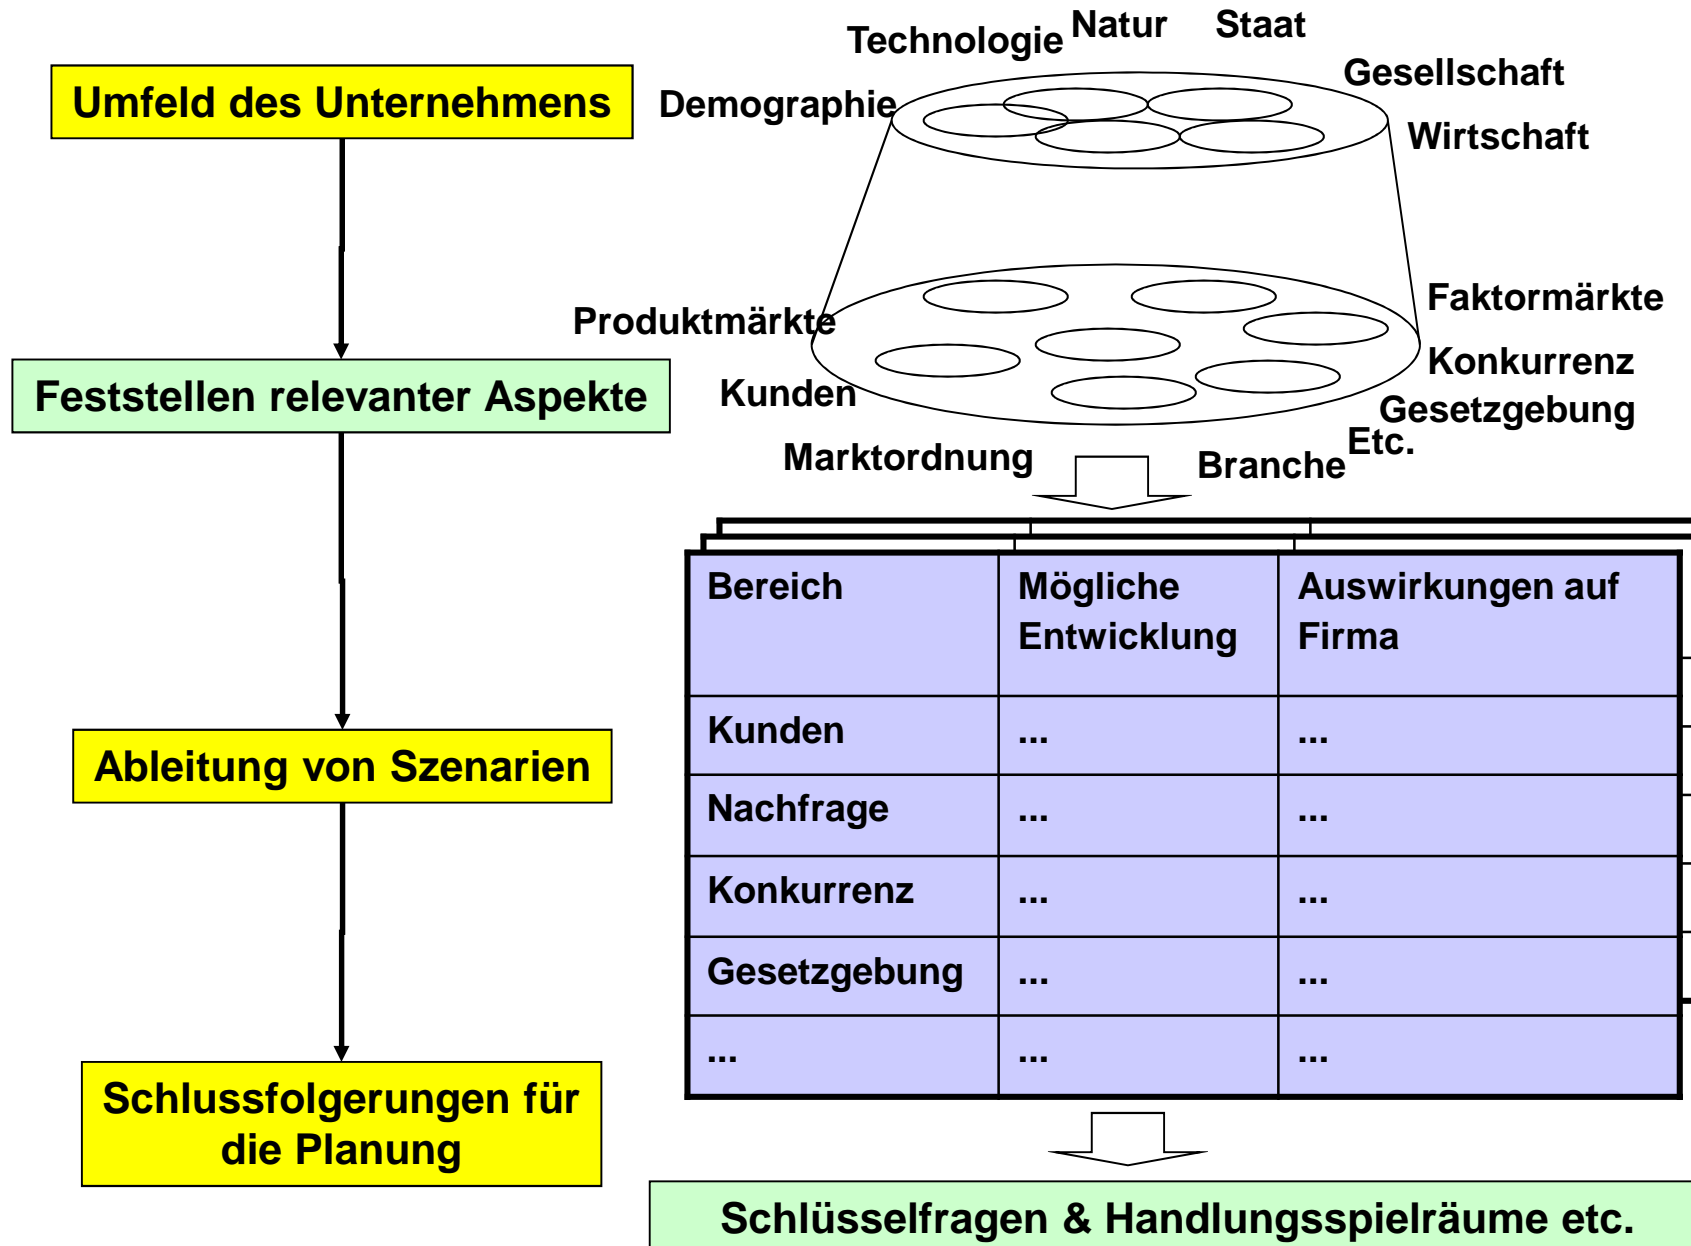 Umfeld des Unternehmens
Feststellen relevanter Aspekte
Ableitung von Szenarien
Schlussfolgerungen für
die Planung
Natur
Staat
Technologie
Gesellschaft
Demographie
Wirtschaft
Faktormärkte
Produktmärkte
Konkurrenz
Kunden
Gesetzgebung
Etc.
Marktordnung
Branche
Bereich
Mögliche
Entwicklung
Auswirkungen auf
Firma
Kunden ... ...
Nachfrage ... ...
Konkurrenz ... ...
Gesetzgebung ... ...
... ... ...
Schlüsselfragen & Handlungsspielräume etc.